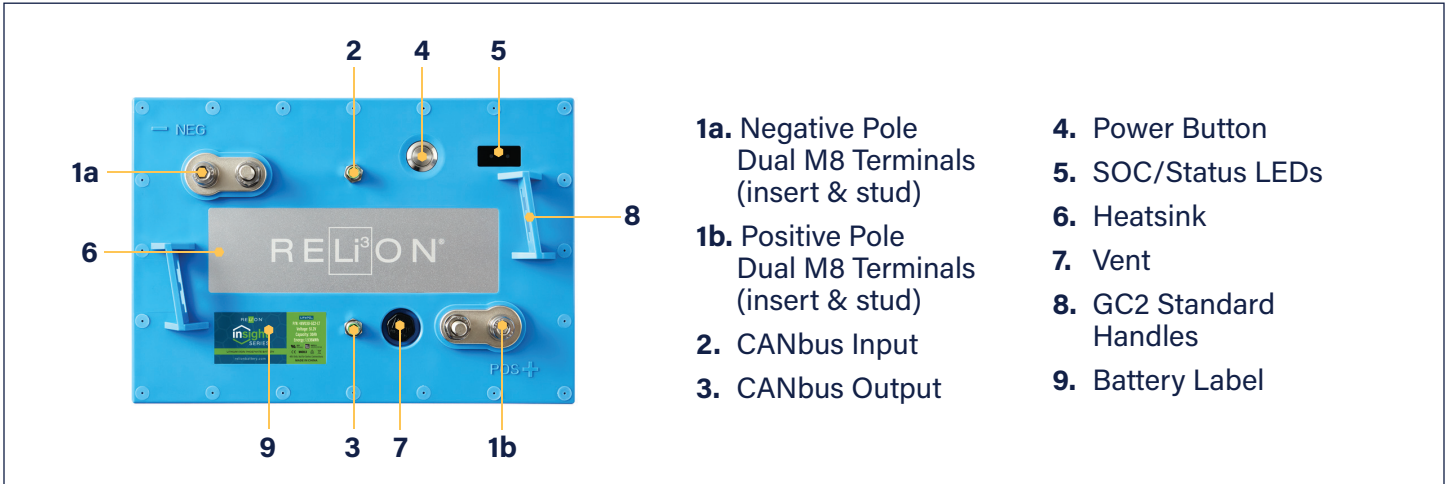 2
4
5
NEG
1a
8
RELi³ON®
6
RELiON
insight
SERIES
POS
9
3
7
1b
1a. Negative Pole
Dual M8 Terminals
(insert & stud)
1b. Positive Pole
Dual M8 Terminals
(insert & stud)
2. CANbus Input
3. CANbus Output
4. Power Button
5. SOC/Status LEDs
6. Heatsink
7. Vent
8. GC2 Standard
Handles
9. Battery Label